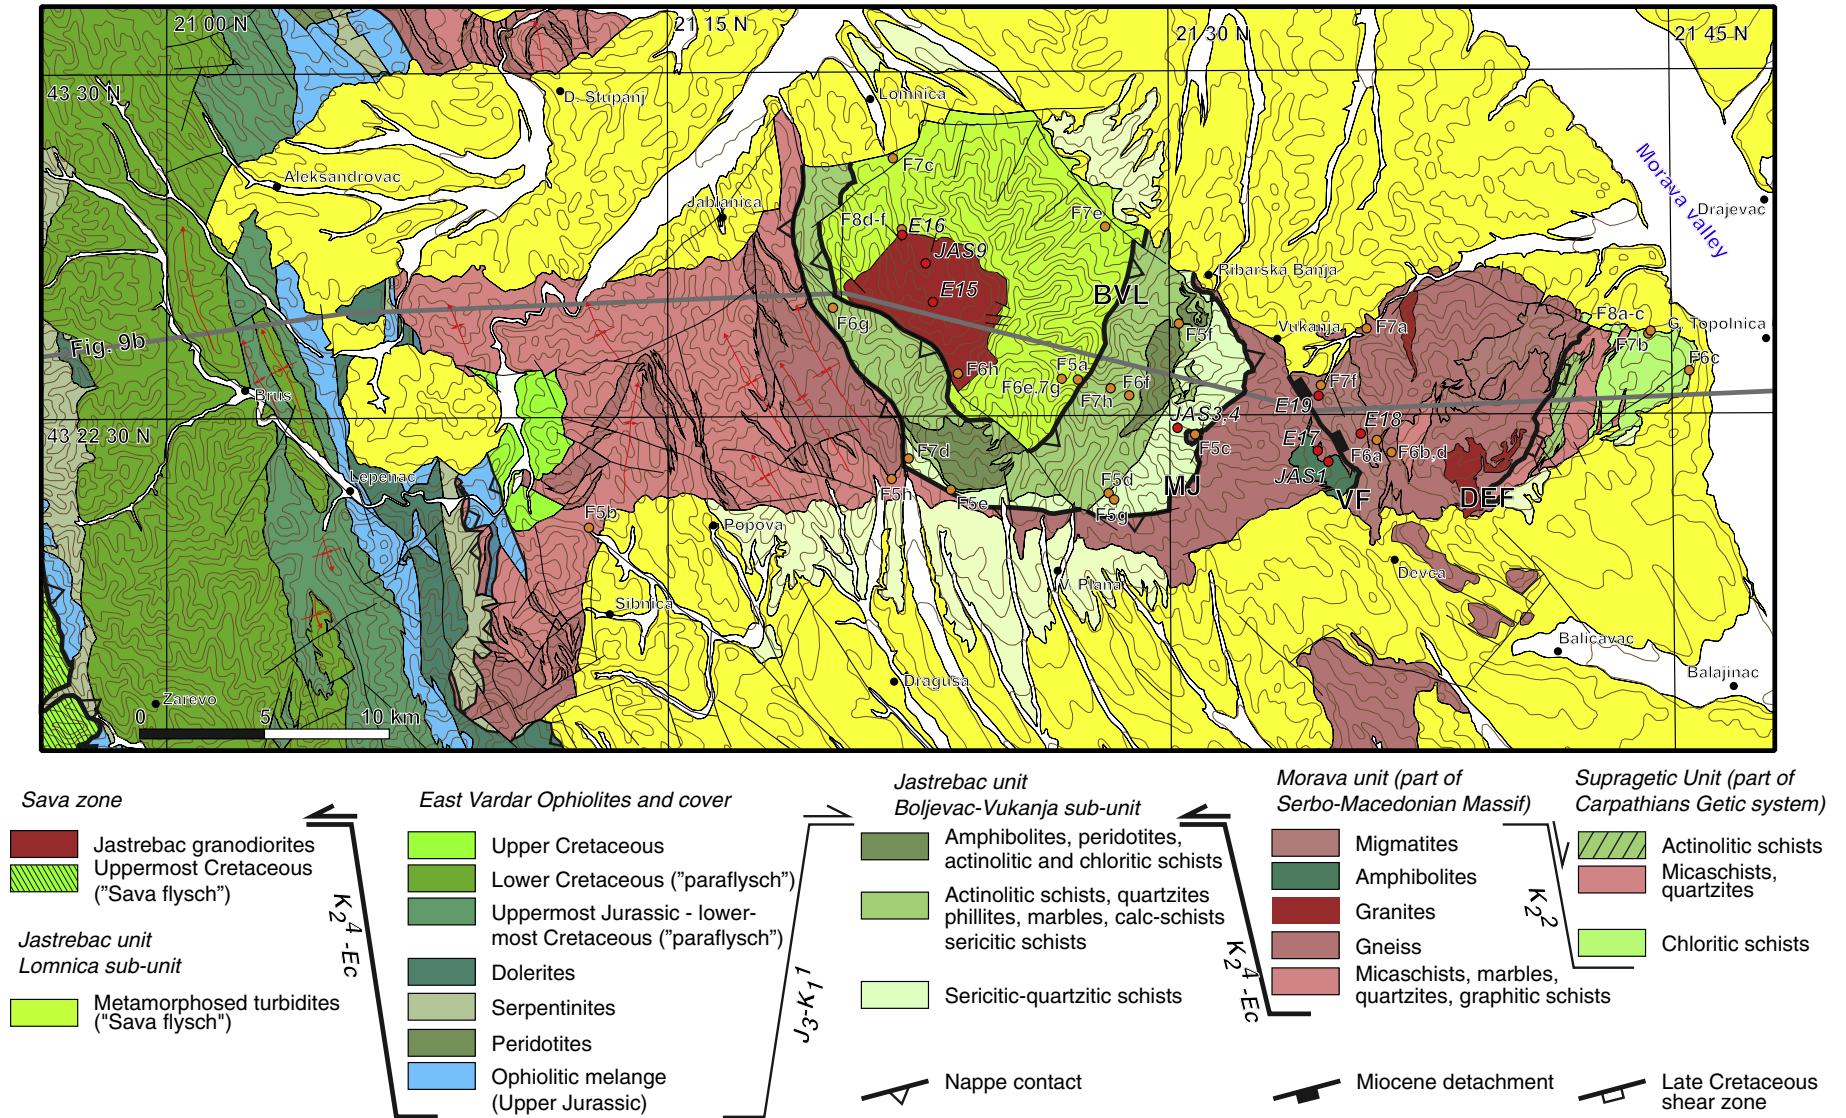 21 00 N
21 15 N
21 30 N
21 45 N
43 30 N
D. Stupanj
Lomnica
Morava valley
Drajevac
Aleksandrovac
Jablanica
F7c
F8d-f
E16
F7e
JAS9
E15
BVL
Ribarska Banja
Fig. 9b
F6g
F5f
Vukanja
F7a
F8a-c
G. Topolnica
F7b
F6c
Brus
F6h
F5a
F6e,7g
F7h
F6f
F7f
E19
43 22 30 N
JAS3,4
F5c
E18
E17
F6a
F6b,d
Lepenac
F7d
F5h
F5e
F5d
F5g
MJ
JAS1
VF
DEF
F5b
Popova
Sibnica
V. Plana
Devca
Dragusa
Balicavac
Balajinac
Zarevo
0
5
10 km
Sava zone
Jastrebac granodiorites
Uppermost Cretaceous
("Sava flysch")
Jastrebac unit
Lomnica sub-unit
Metamorphosed turbidites
("Sava flysch")
K₂⁴-Ec
East Vardar Ophiolites and cover
Upper Cretaceous
Lower Cretaceous ("paraflysch")
Uppermost Jurassic - lower-
most Cretaceous ("paraflysch")
Dolerites
Serpentinites
Peridotites
Ophiolitic melange
(Upper Jurassic)
J₃-K₁¹
Jastrebac unit
Boljevac-Vukanja sub-unit
Amphibolites, peridotites,
actinolitic and chloritic schists
Actinolitic schists, quartzites
phillites, marbles, calc-schists
sericitic schists
Sericitic-quartzitic schists
Nappe contact
K₂⁴-Ec
Morava unit (part of
Serbo-Macedonian Massif)
Migmatites
Amphibolites
Granites
Gneiss
Micaschists, marbles,
quartzites, graphitic schists
Miocene detachment
K₂²
Supragetic Unit (part of
Carpathians Getic system)
Actinolitic schists
Micaschists,
quartzites
Chloritic schists
Late Cretaceous
shear zone